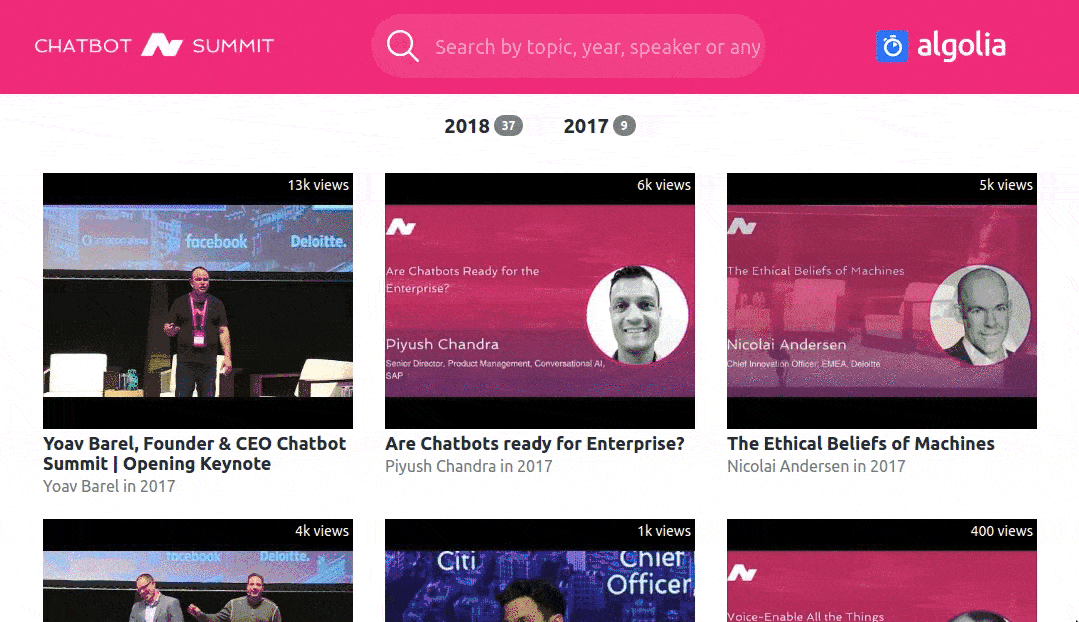 CHATBOT SUMMIT
Search by topic, year, speaker or any
algolia
2018 37
2017 9
13k views
facebook
Deloitte.
6k views
Are Chatbots Ready for the
Enterprise?
Piyush Chandra
Senior Director, Product Management, Conversational AI,
SAP
5k views
The Ethical Beliefs of Machines
Nicolai Andersen
Chief Innovation Officer, EMEA, Deloitte
Yoav Barel, Founder & CEO Chatbot
Summit | Opening Keynote
Yoav Barel in 2017
Are Chatbots ready for Enterprise?
Piyush Chandra in 2017
The Ethical Beliefs of Machines
Nicolai Andersen in 2017
4k views
facebook
Deloitte.
1k views
Citi
Chief
Officer
400 views
Voice-Enable All the Things